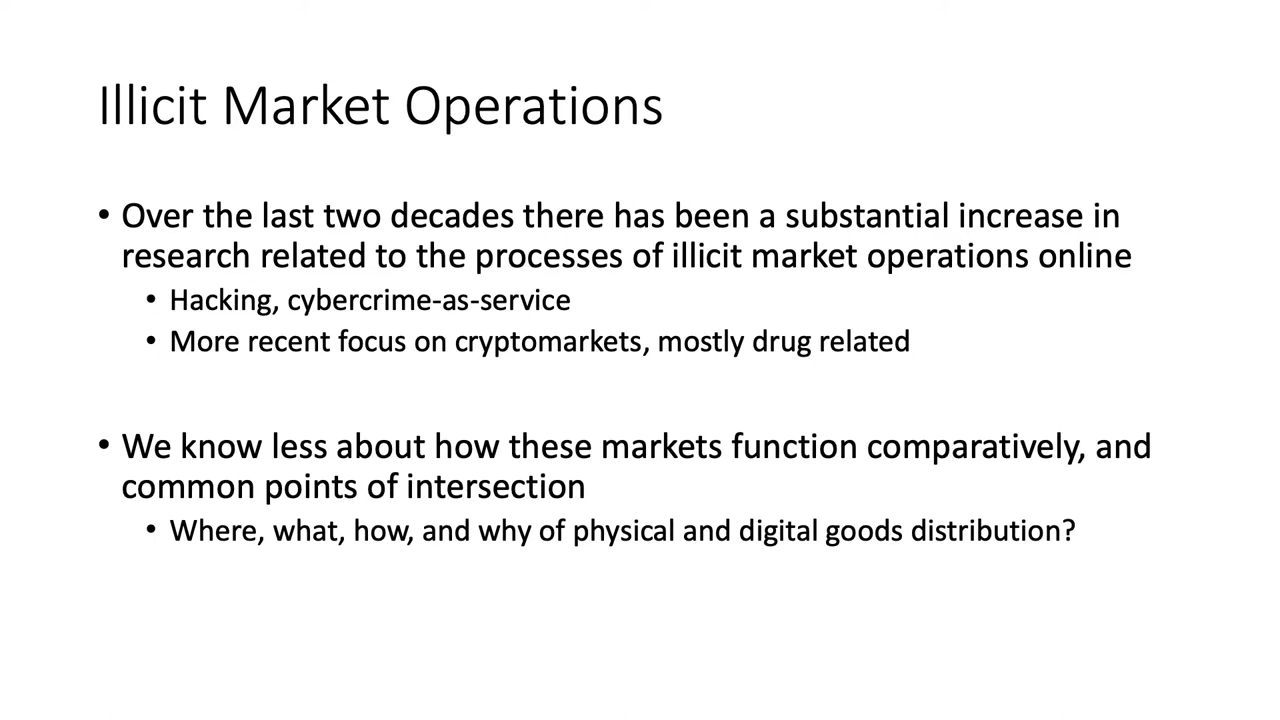 Illicit Market Operations
• Over the last two decades there has been a substantial increase in
research related to the processes of illicit market operations online
• Hacking, cybercrime-as-service
• More recent focus on cryptomarkets, mostly drug related
• We know less about how these markets function comparatively, and
common points of intersection
• Where, what, how, and why of physical and digital goods distribution?